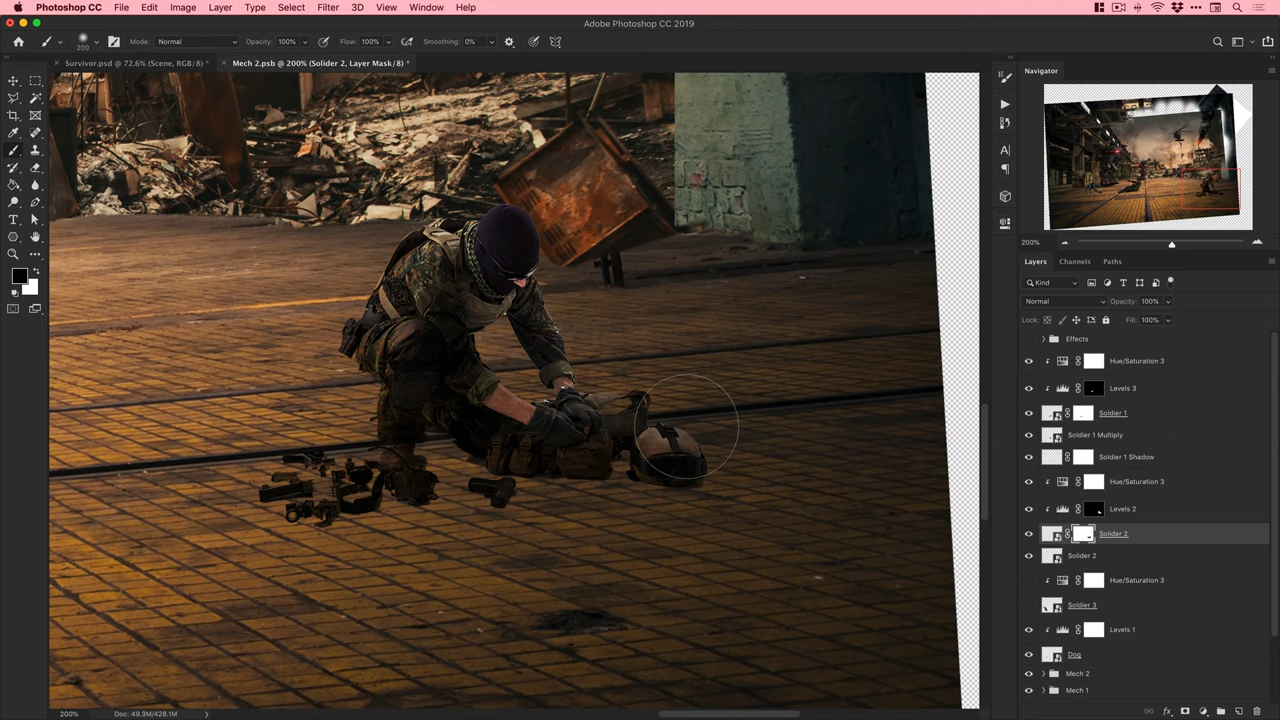 Photoshop CC File Edit Image Layer Type Select Filter 3D View Window Help
Adobe Photoshop CC 2019
200 Mode: Normal Opacity: 100% Flow: 100% Smoothing: 0%
Survivor.psd @ 72.6% (Scene, RGB/8) *
Mech 2.psb @ 200% (Solider 2, Layer Mask/8) *
Navigator
200%
Layers Channels Paths
Kind
Normal Opacity: 100%
Lock: Fill: 100%
Effects
Hue/Saturation 3
Levels 3
Soldier 1
Soldier 1 Multiply
Soldier 1 Shadow
Hue/Saturation 3
Levels 2
Solider 2
Solider 2
Hue/Saturation 3
Soldier 3
Levels 1
Dog
Mech 2
Mech 1
200% Doc: 49.3M/428.1M